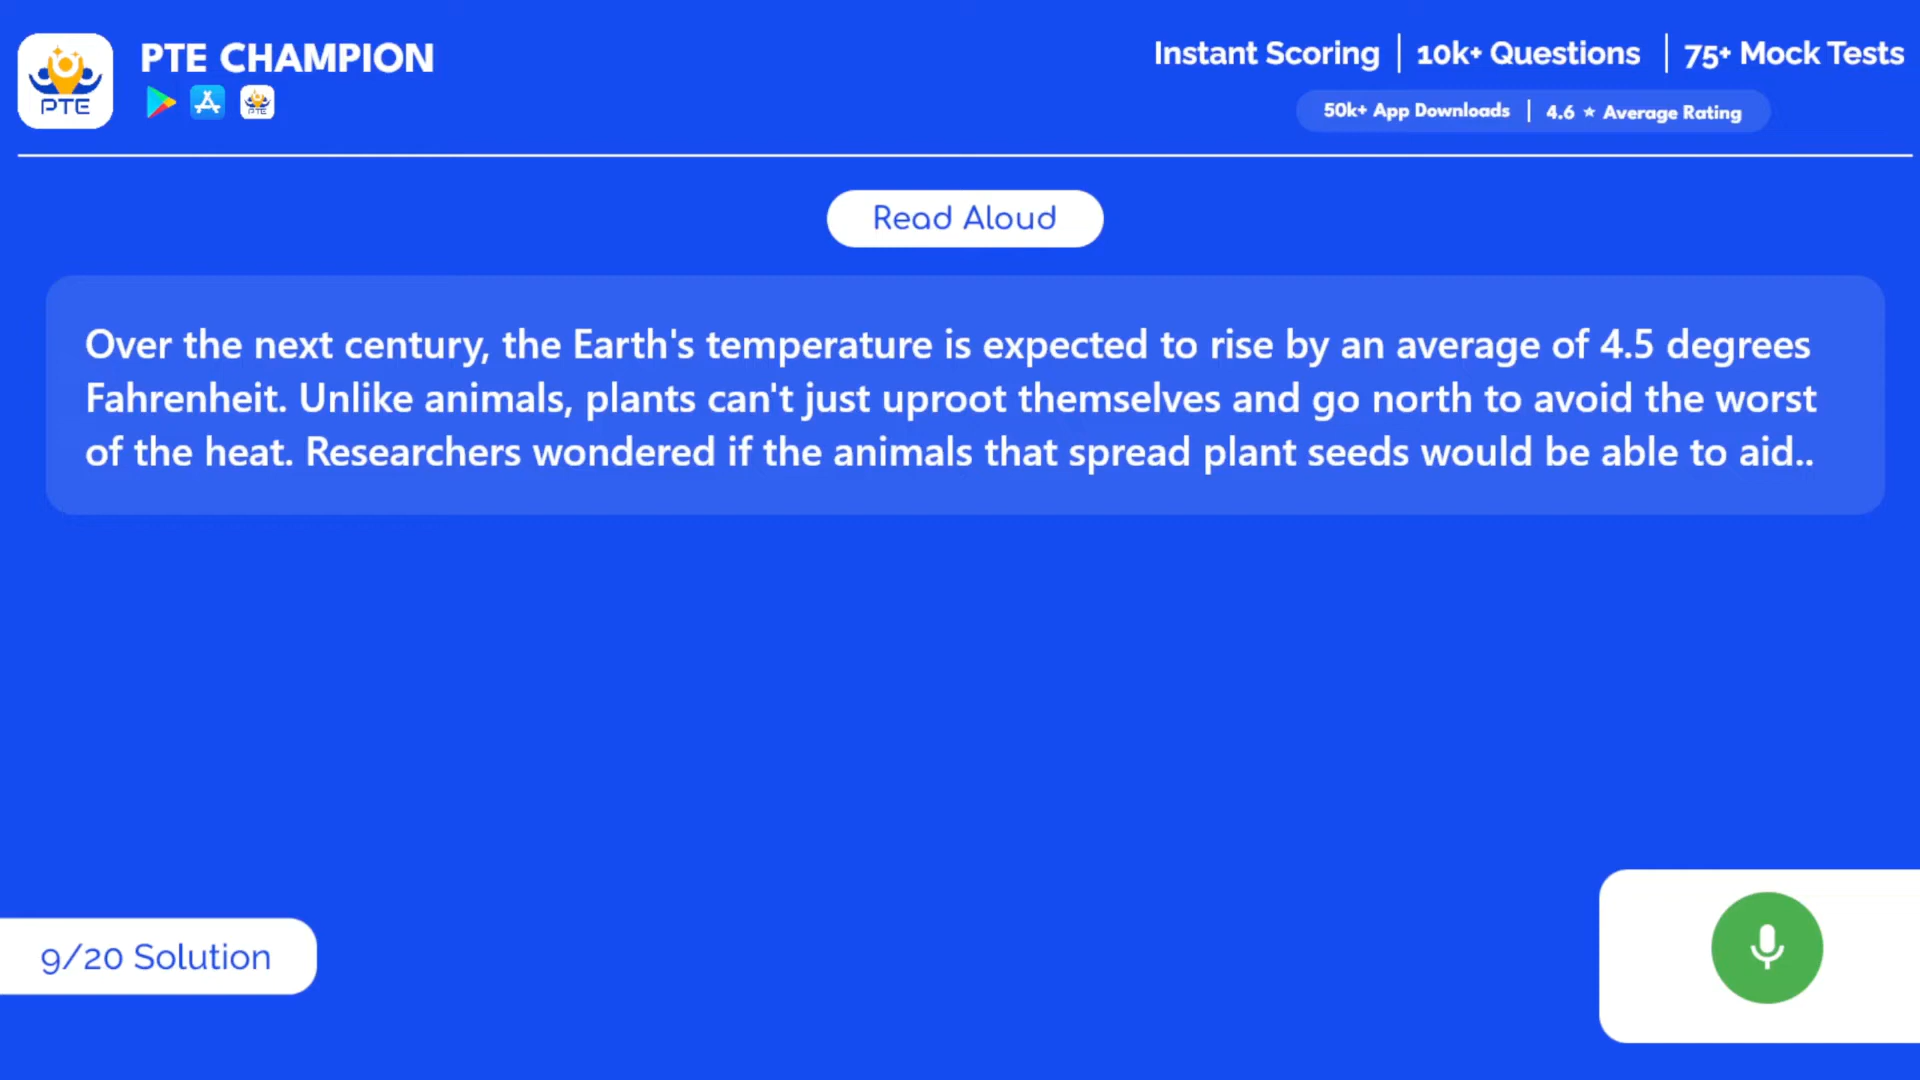 PTE CHAMPION
PTE
PTE
Instant Scoring | 10k+ Questions | 75+ Mock Tests
50k+ App Downloads | 4.6 ★ Average Rating
Read Aloud
Over the next century, the Earth's temperature is expected to rise by an average of 4.5 degrees
Fahrenheit. Unlike animals, plants can't just uproot themselves and go north to avoid the worst
of the heat. Researchers wondered if the animals that spread plant seeds would be able to aid..
9/20 Solution